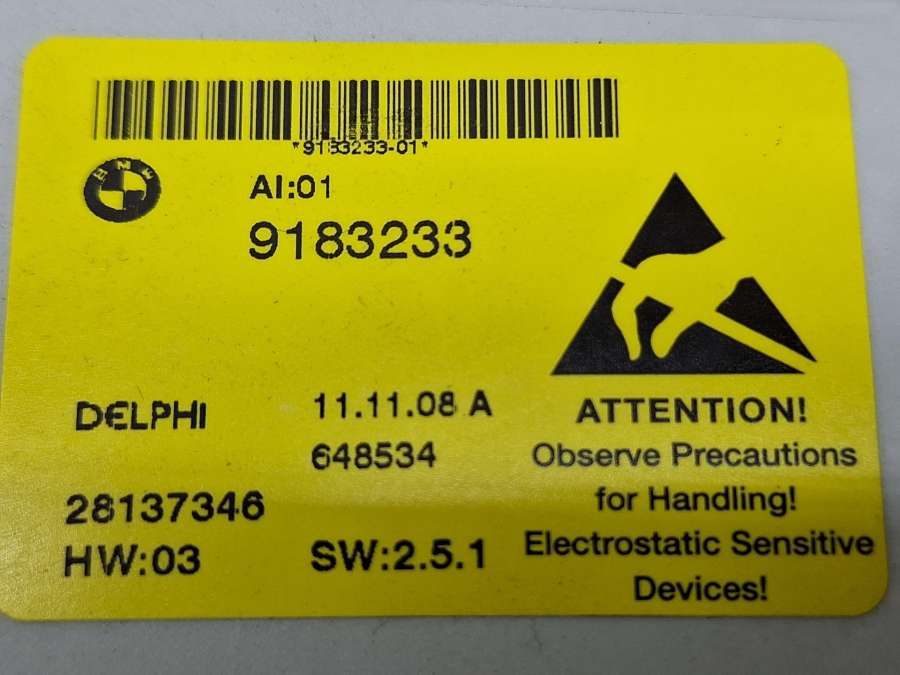 *9183233-01*
BMW
AI:01
9183233
DELPHI
11.11.08 A
648534
28137346
HW:03
SW:2.5.1
ATTENTION!
Observe Precautions
for Handling!
Electrostatic Sensitive
Devices!